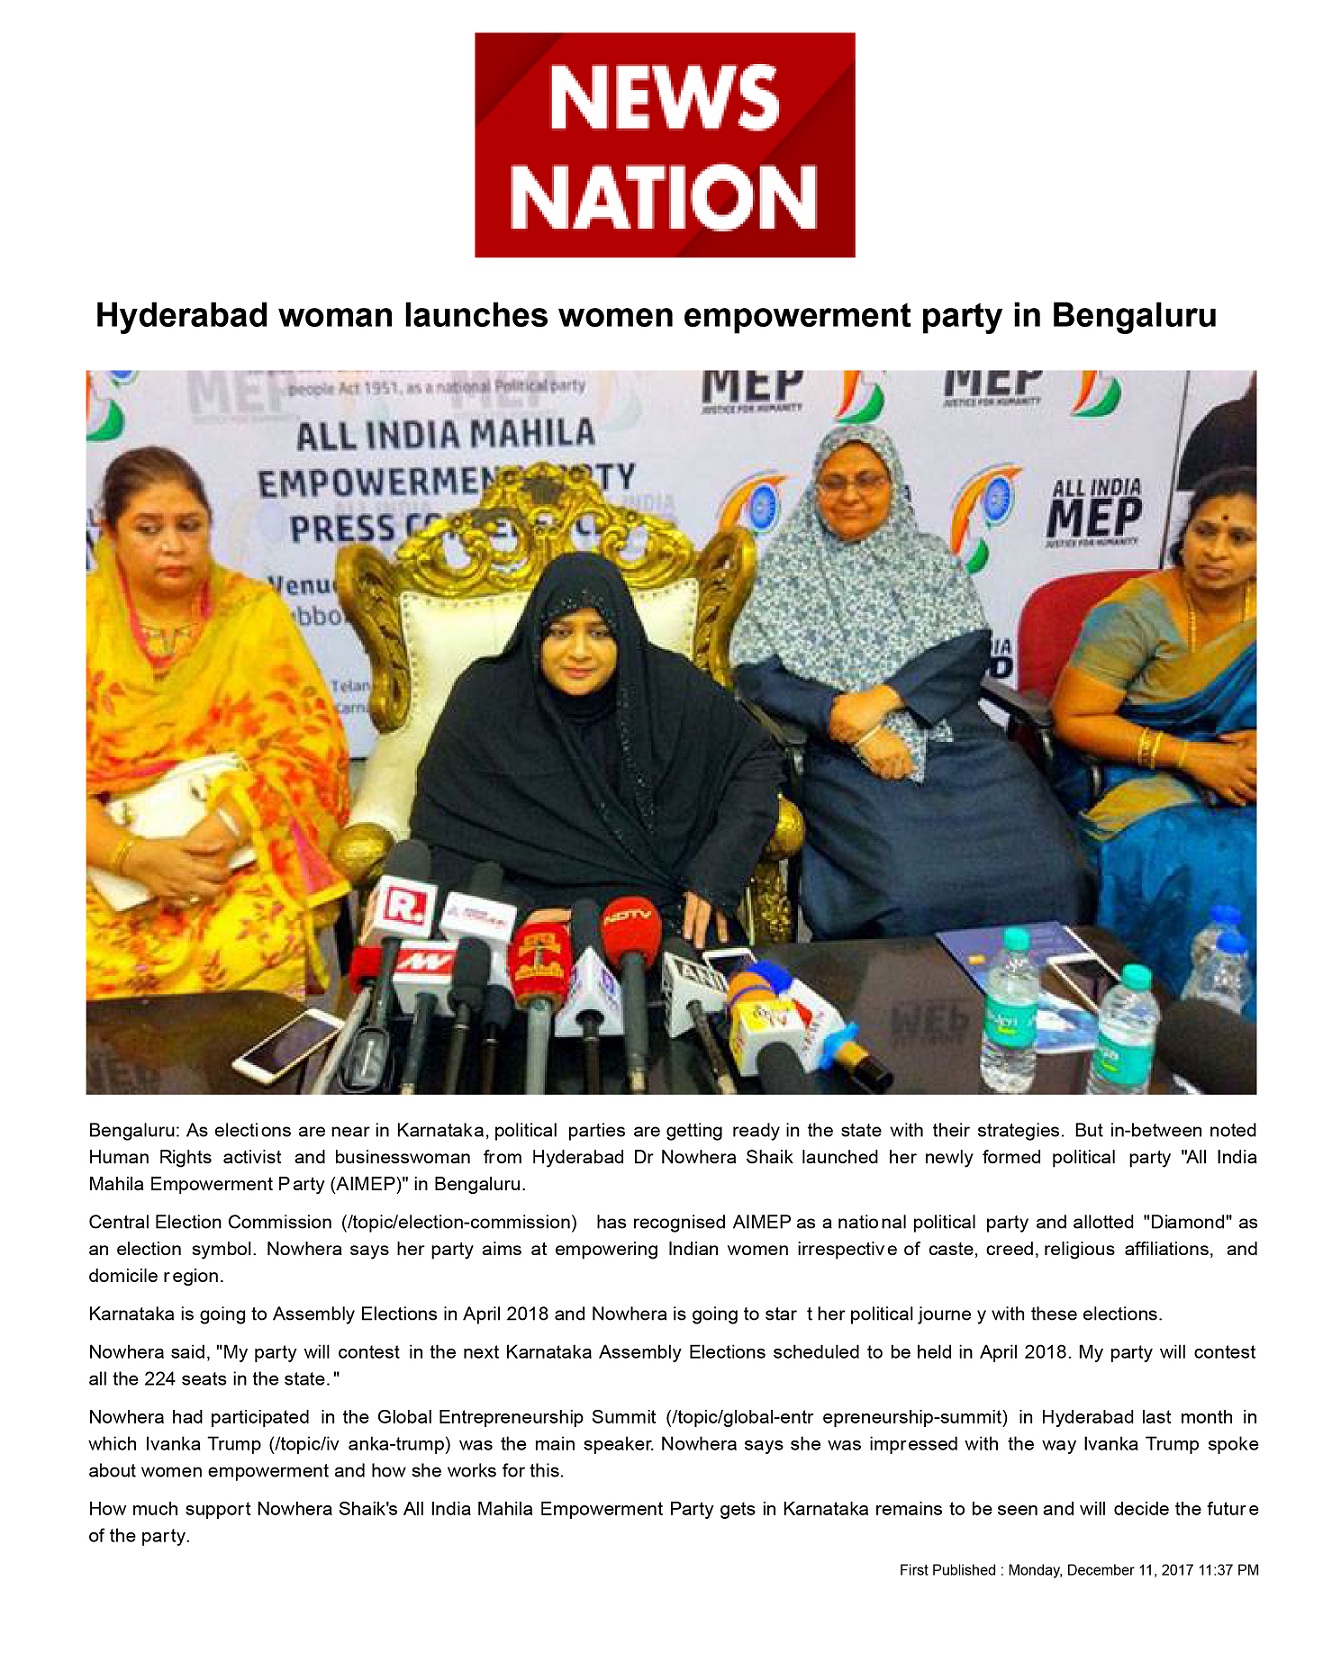 NEWS
NATION
Hyderabad woman launches women empowerment party in Bengaluru
people Act 1951, as a national Political party
MEP
JUSTICE FOR HUMANITY
MEP
JUSTICE FOR HUMANITY
ALL INDIA MAHILA
EMPOWERMEN TY
PRESS
ALL INDIA
MEP
JUSTICE FOR HUMANITY
Venu
bbo
Telan
Karna
R.
NDTV
ANI
Bengaluru: As elections are near in Karnataka, political parties are getting ready in the state with their strategies. But in-between noted
Human Rights activist and businesswoman from Hyderabad Dr Nowhera Shaik launched her newly formed political party "All India
Mahila Empowerment Party (AIMEP)" in Bengaluru.
Central Election Commission (/topic/election-commission) has recognised AIMEP as a national political party and allotted "Diamond" as
an election symbol. Nowhera says her party aims at empowering Indian women irrespective of caste, creed, religious affiliations, and
domicile region.
Karnataka is going to Assembly Elections in April 2018 and Nowhera is going to star t her political journe y with these elections.
Nowhera said, "My party will contest in the next Karnataka Assembly Elections scheduled to be held in April 2018. My party will contest
all the 224 seats in the state."
Nowhera had participated in the Global Entrepreneurship Summit (/topic/global-entr epreneurship-summit) in Hyderabad last month in
which Ivanka Trump (/topic/iv anka-trump) was the main speaker. Nowhera says she was impressed with the way Ivanka Trump spoke
about women empowerment and how she works for this.
How much support Nowhera Shaik's All India Mahila Empowerment Party gets in Karnataka remains to be seen and will decide the future
of the party.
First Published : Monday, December 11, 2017 11:37 PM